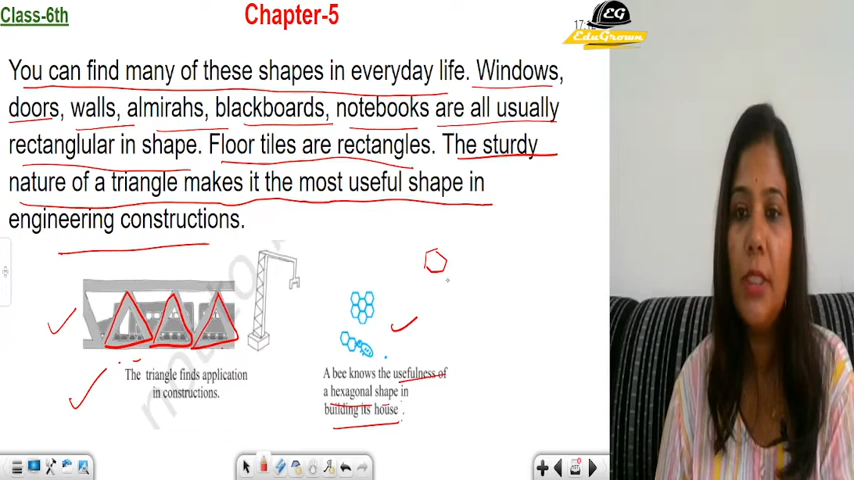 Class-6th
Chapter-5
EG
EduGrown
You can find many of these shapes in everyday life. Windows,
doors, walls, almirahs, blackboards, notebooks are all usually
rectanglular in shape. Floor tiles are rectangles. The sturdy
nature of a triangle makes it the most useful shape in
engineering constructions.
The triangle finds application
in constructions.
A bee knows the usefulness of
a hexagonal shape in
building its house.